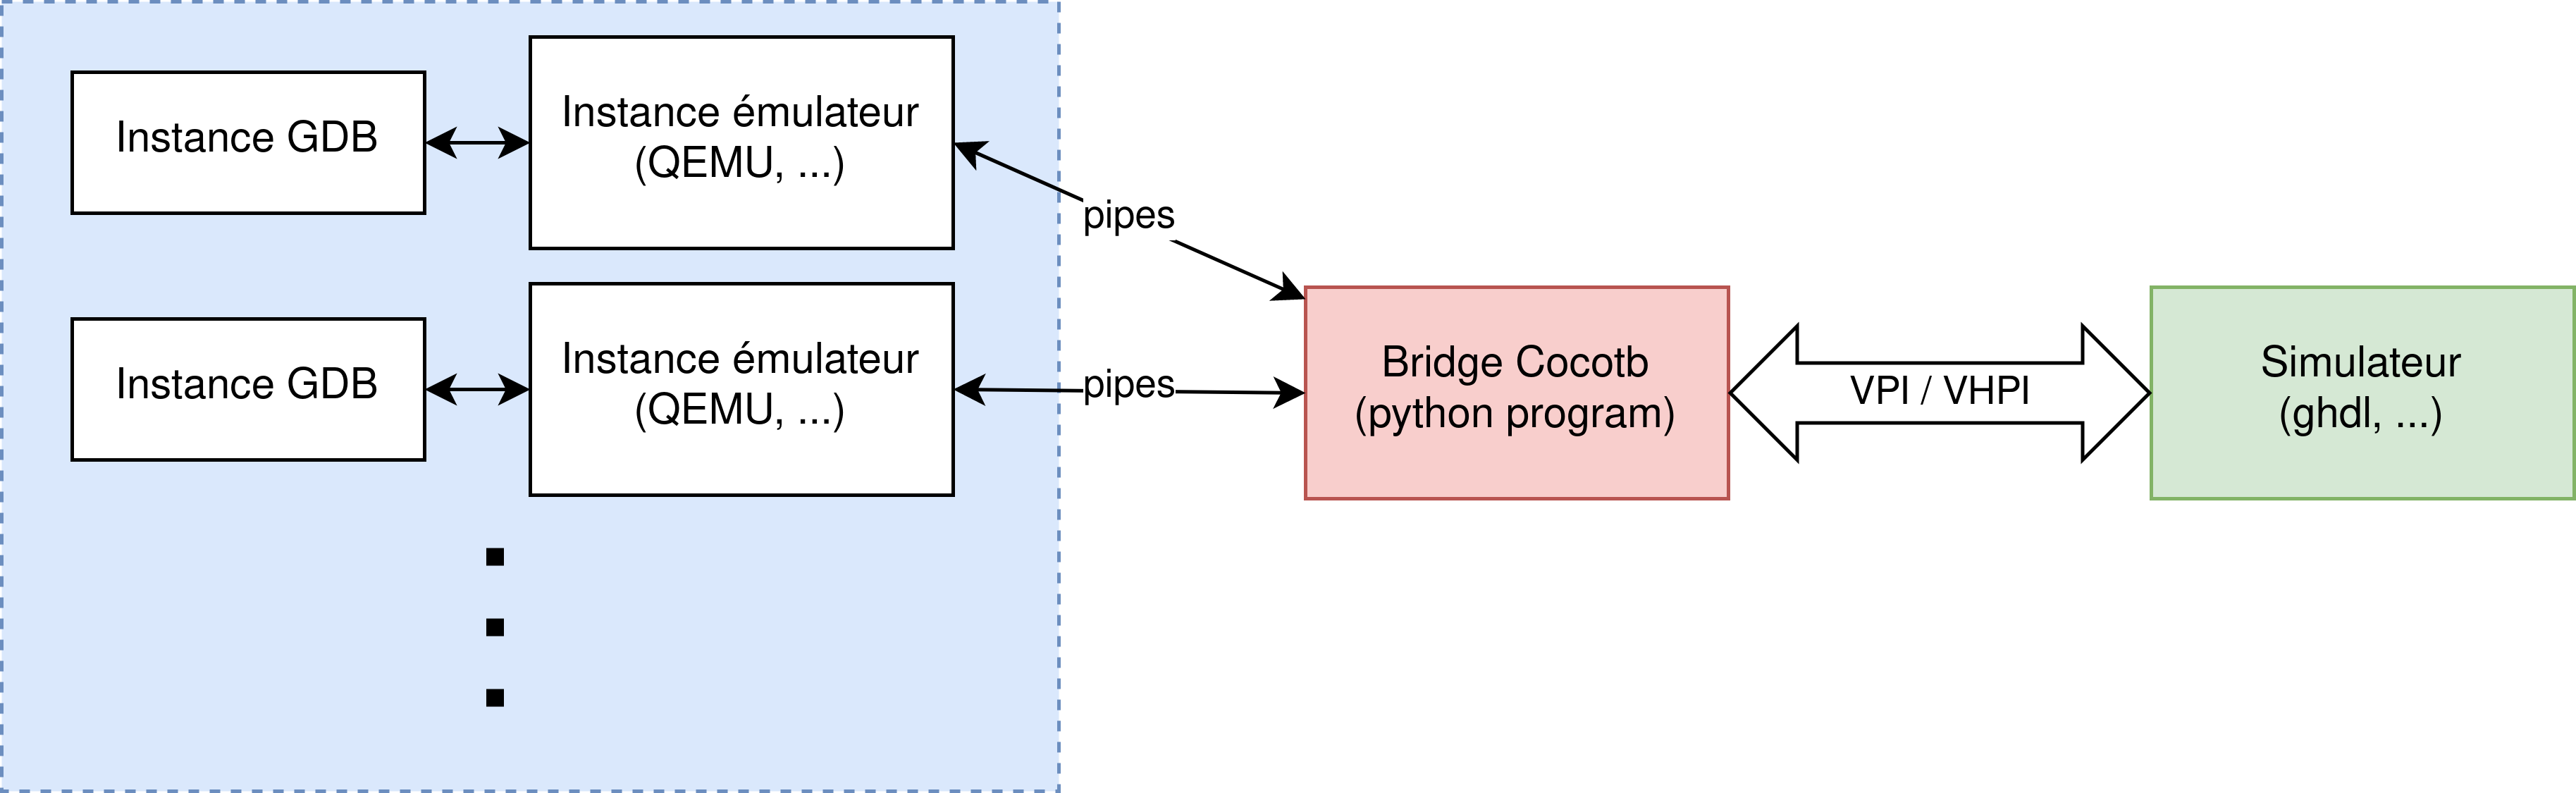 Instance GDB
Instance émulateur
(QEMU, ...)
pipes
Instance GDB
Instance émulateur
(QEMU, ...)
pipes
Bridge Cocotb
(python program)
VPI / VHPI
Simulateur
(ghdl, ...)